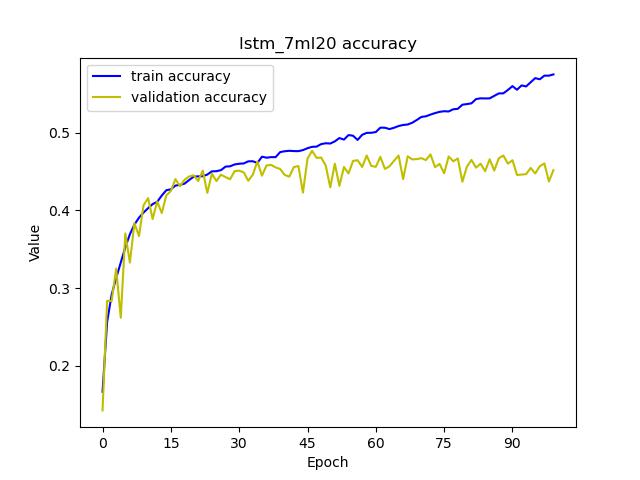 lstm_7ml20 accuracy
train accuracy
validation accuracy
0.5
0.4
0.3
0.2
Value
0 15 30 45 60 75 90
Epoch